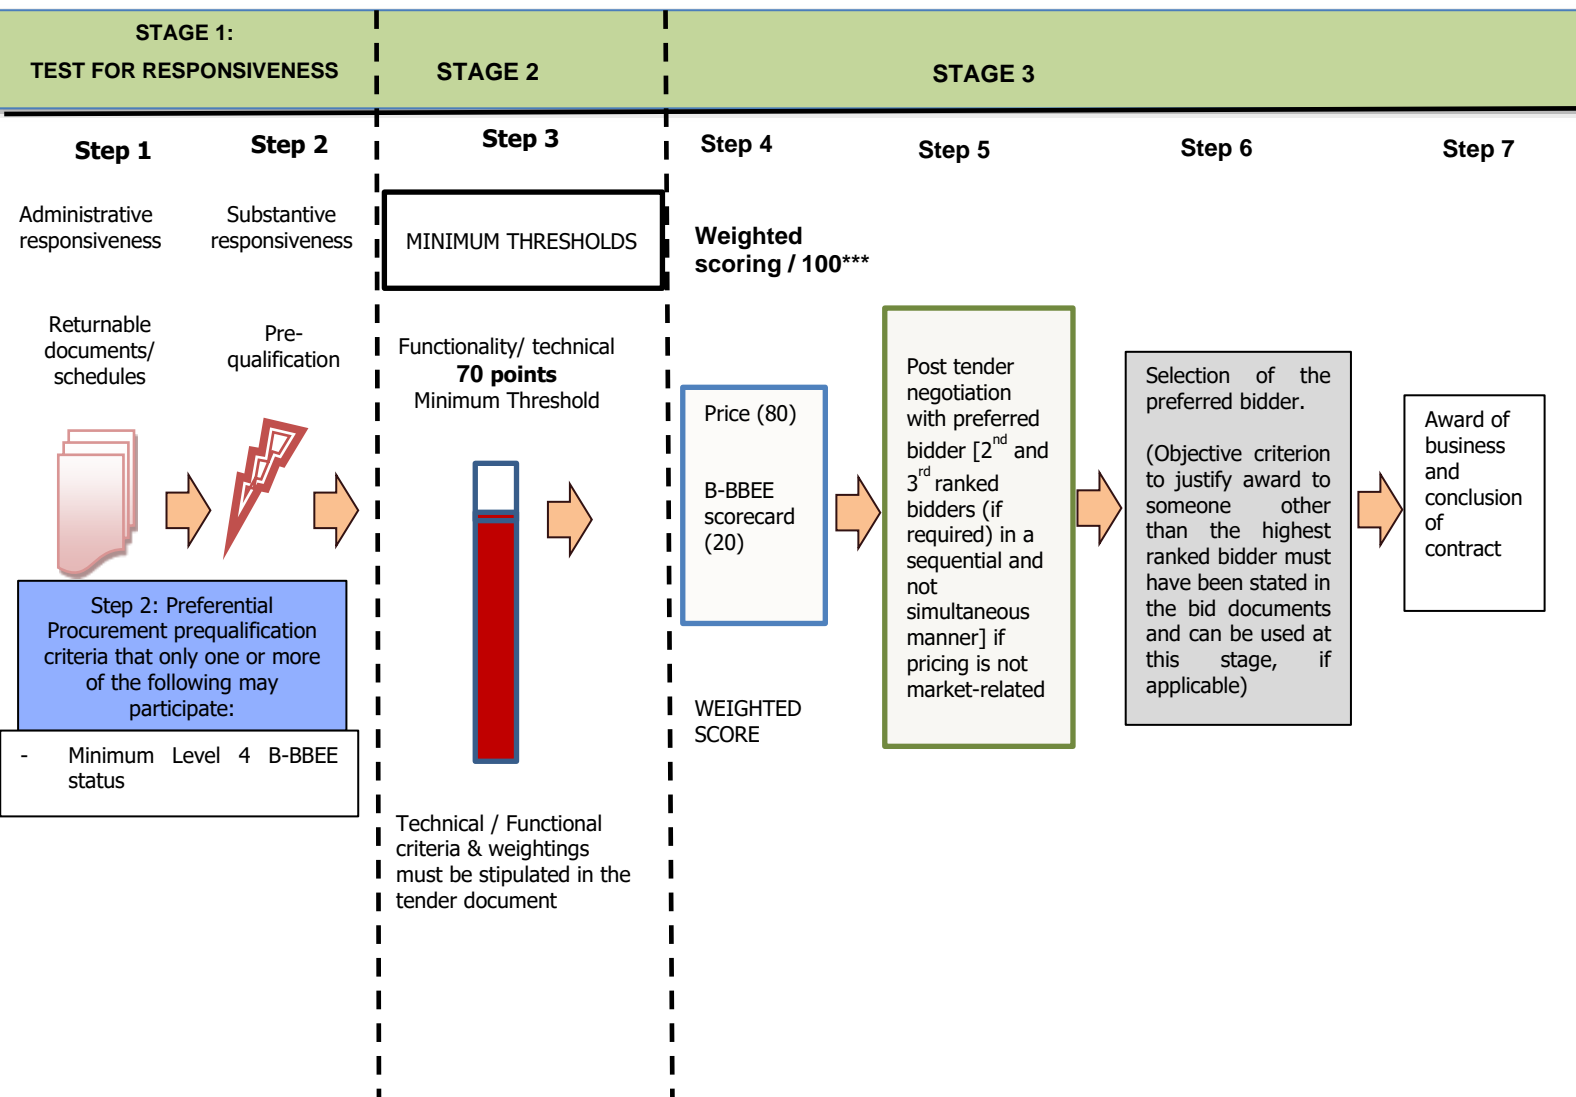 STAGE 1:
TEST FOR RESPONSIVENESS
STAGE 2
STAGE 3
Step 1
Step 2
Step 3
Step 4
Step 5
Step 6
Step 7
Administrative
responsiveness
Substantive
responsiveness
MINIMUM THRESHOLDS
Weighted
scoring / 100***
Returnable
documents/
schedules
Pre-
qualification
Functionality/ technical
70 points
Minimum Threshold
Price (80)
B-BBEE
scorecard
(20)
Post tender
negotiation
with preferred
bidder [2nd and
3rd ranked
bidders (if
required) in a
sequential and
not
simultaneous
manner] if
pricing is not
market-related
Selection of the
preferred bidder.
(Objective criterion
to justify award to
someone other
than the highest
ranked bidder must
have been stated in
the bid documents
and can be used at
this stage, if
applicable)
Award of
business
and
conclusion
of
contract
Step 2: Preferential
Procurement prequalification
criteria that only one or more
of the following may
participate:
- Minimum Level 4 B-BBEE
status
WEIGHTED
SCORE
Technical / Functional
criteria & weightings
must be stipulated in the
tender document